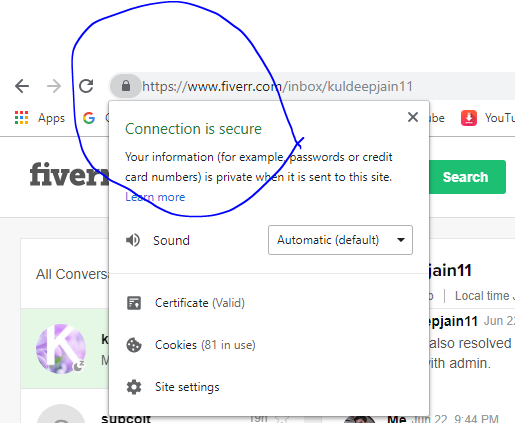 https://www.fiverr.com/inbox/kuldeepjain11
Apps
YouT
Connection is secure
Your information (for example, passwords or credit
card numbers) is private when it is sent to this site.
Learn more
fiverr
Search
Sound
Automatic (default)
All Conversa
jain11
Local time J
Certificate (Valid)
Cookies (81 in use)
Site settings
K
k
M
epjain11 Jun 22
also resolved
with admin.
subcolt
Me Jun 22, 9:44 PM